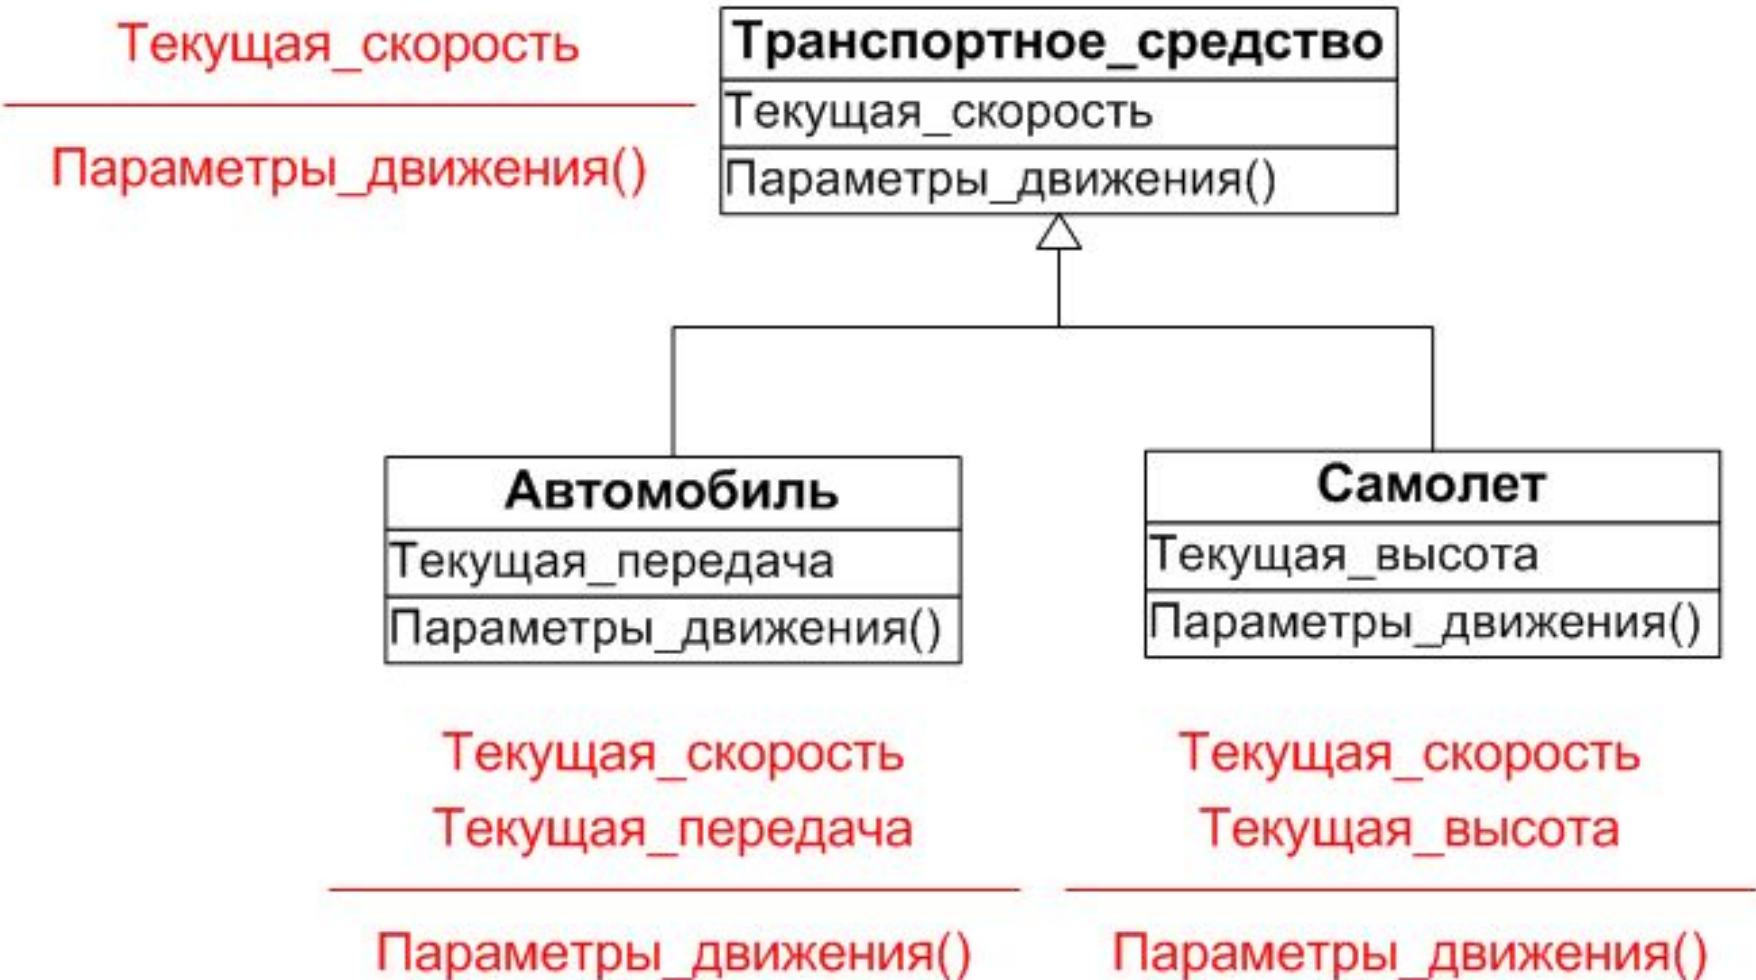 Текущая_скорость
Параметры_движения()
Транспортное_средство
Текущая_скорость
Параметры_движения()
Автомобиль
Текущая_передача
Параметры_движения()
Самолет
Текущая_высота
Параметры_движения()
Текущая_скорость
Текущая_передача
Параметры_движения()
Текущая_скорость
Текущая_высота
Параметры_движения()